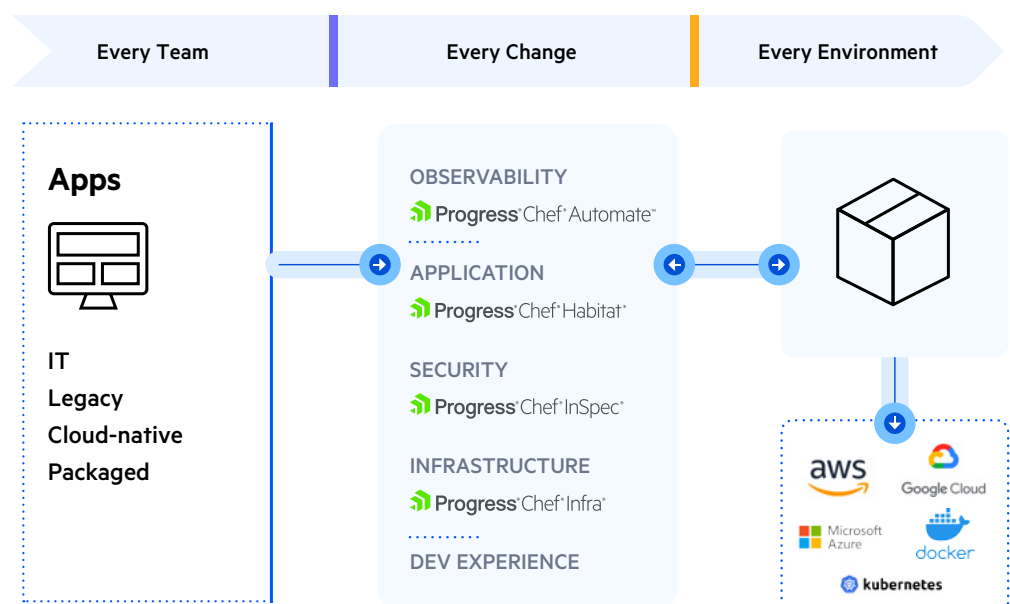 Every Team
Every Change
Every Environment
Apps
IT
Legacy
Cloud-native
Packaged
OBSERVABILITY
Progress® Chef® Automate™
APPLICATION
Progress® Chef® Habitat®
SECURITY
Progress® Chef® InSpec®
INFRASTRUCTURE
Progress® Chef® Infra®
DEV EXPERIENCE
aws
Google Cloud
Microsoft
Azure
docker
kubernetes